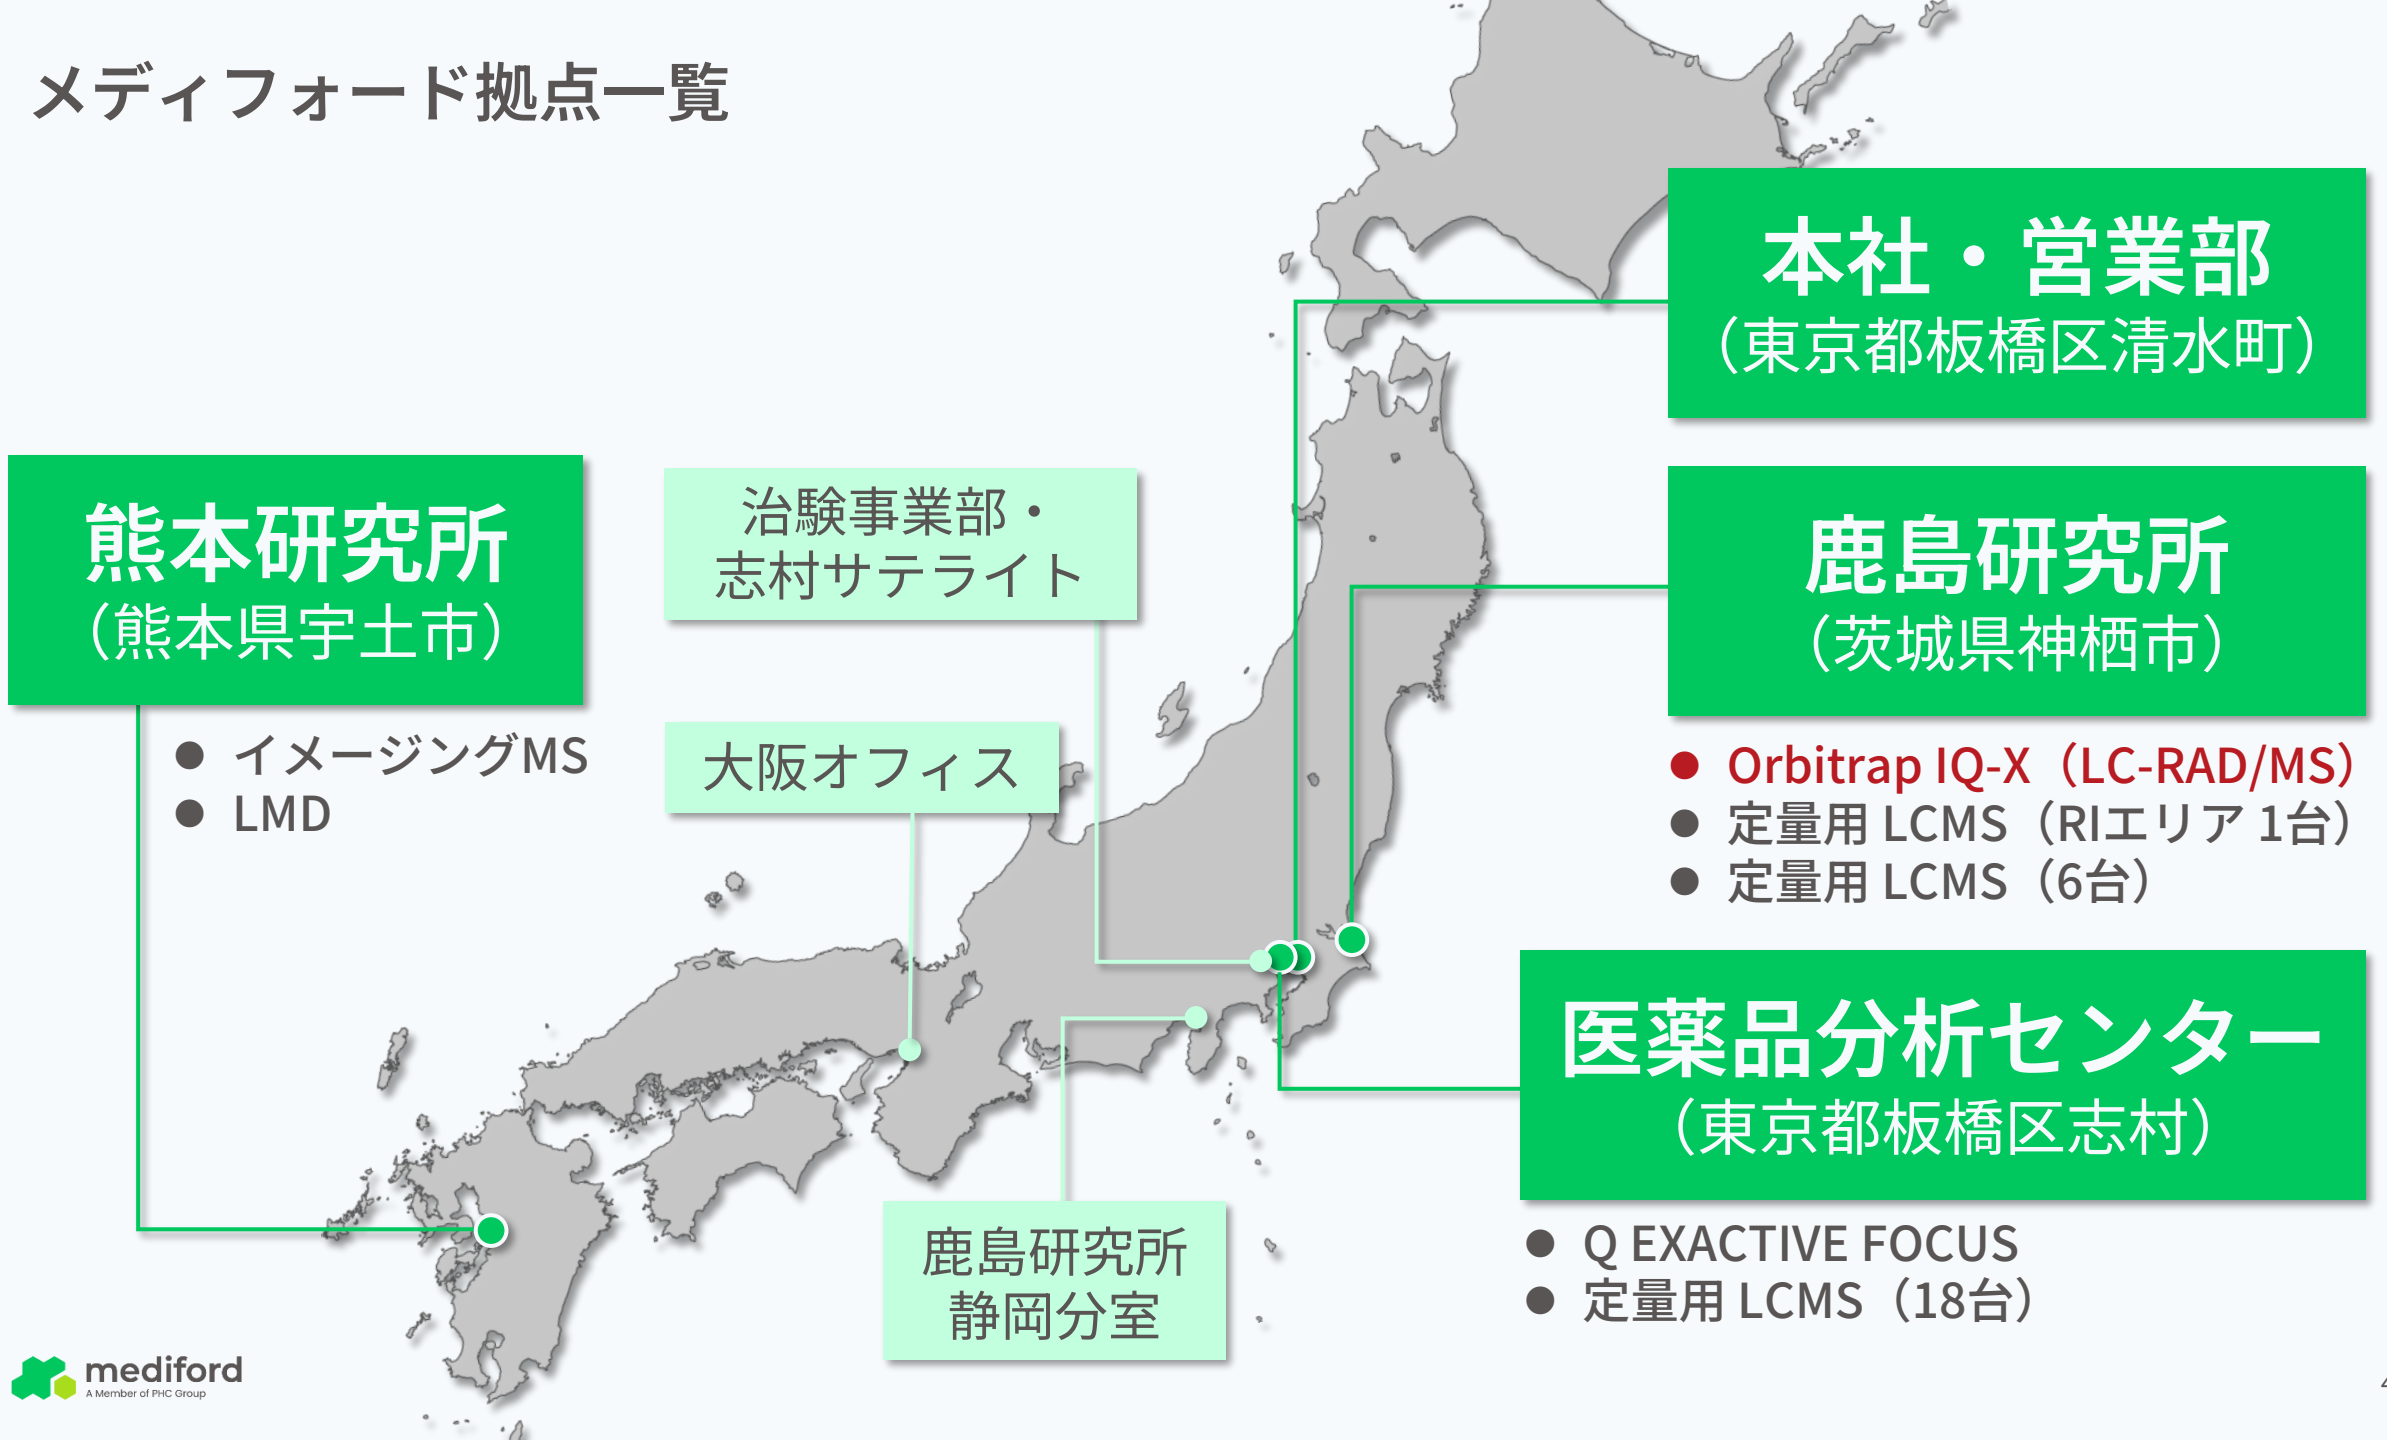 メディフォード拠点一覧
本社・営業部
（東京都板橋区清水町）
熊本研究所
（熊本県宇土市）
● イメージングMS
● LMD
治験事業部・
志村サテライト
大阪オフィス
鹿島研究所
（茨城県神栖市）
● Orbitrap IQ-X（LC-RAD/MS）
● 定量用 LCMS（RIエリア 1台）
● 定量用 LCMS（6台）
医薬品分析センター
（東京都板橋区志村）
● Q EXACTIVE FOCUS
● 定量用 LCMS（18台）
鹿島研究所
静岡分室
mediford
A Member of PHC Group